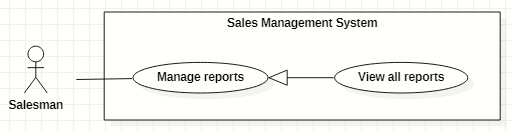 Sales Management System
Manage reports
View all reports
Salesman